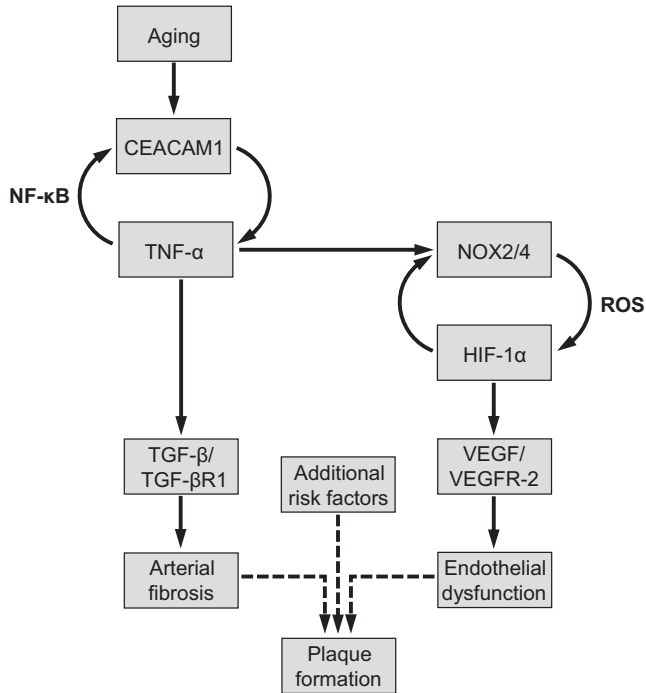 Aging
CEACAM1
NF-κB
TNF-α
NOX2/4
ROS
HIF-1α
TGF-β/
TGF-βR1
Additional
risk factors
VEGF/
VEGFR-2
Arterial
fibrosis
Endothelial
dysfunction
Plaque
formation